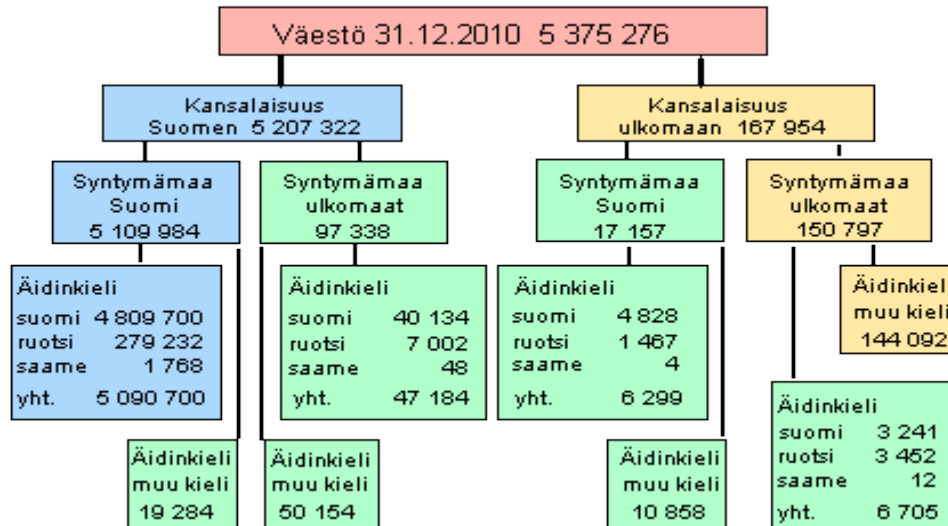 Väestö 31.12.2010 5 375 276
Kansalaisuus
Suomen 5 207 322
Kansalaisuus
ulkomaan 167 954
Syntymämaa
Suomi
5 109 984
Syntymämaa
ulkomaat
97 338
Syntymämaa
Suomi
17 157
Syntymämaa
ulkomaat
150 797
Äidinkieli
suomi 4 809 700
ruotsi 279 232
saame 1 768
yht. 5 090 700
Äidinkieli
muu kieli
19 284
Äidinkieli
suomi 40 134
ruotsi 7 002
saame 48
yht. 47 184
Äidinkieli
muu kieli
50 154
Äidinkieli
suomi 4 828
ruotsi 1 467
saame 4
yht. 6 299
Äidinkieli
muu kieli
10 858
Äidinkieli
suomi 3 241
ruotsi 3 452
saame 12
yht. 6 705
Äidinkiel
muu kieli
144 092